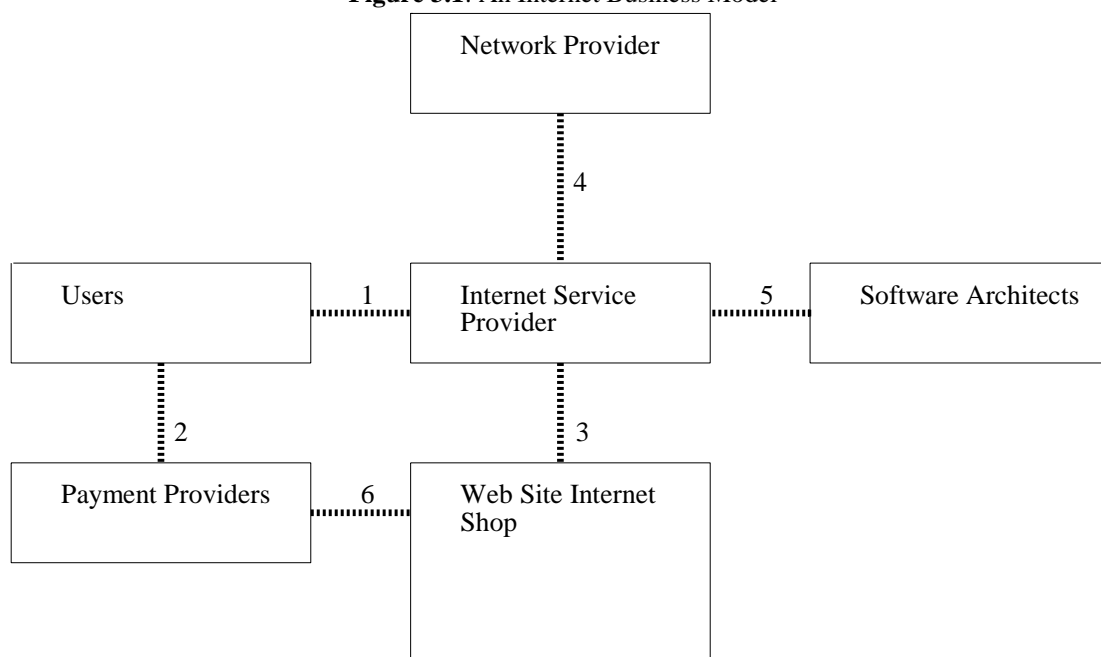 Figure 3.1: An Internet Business Model
Network Provider
4
Users
1
Internet Service
Provider
5
Software Architects
2
3
Payment Providers
6
Web Site Internet
Shop